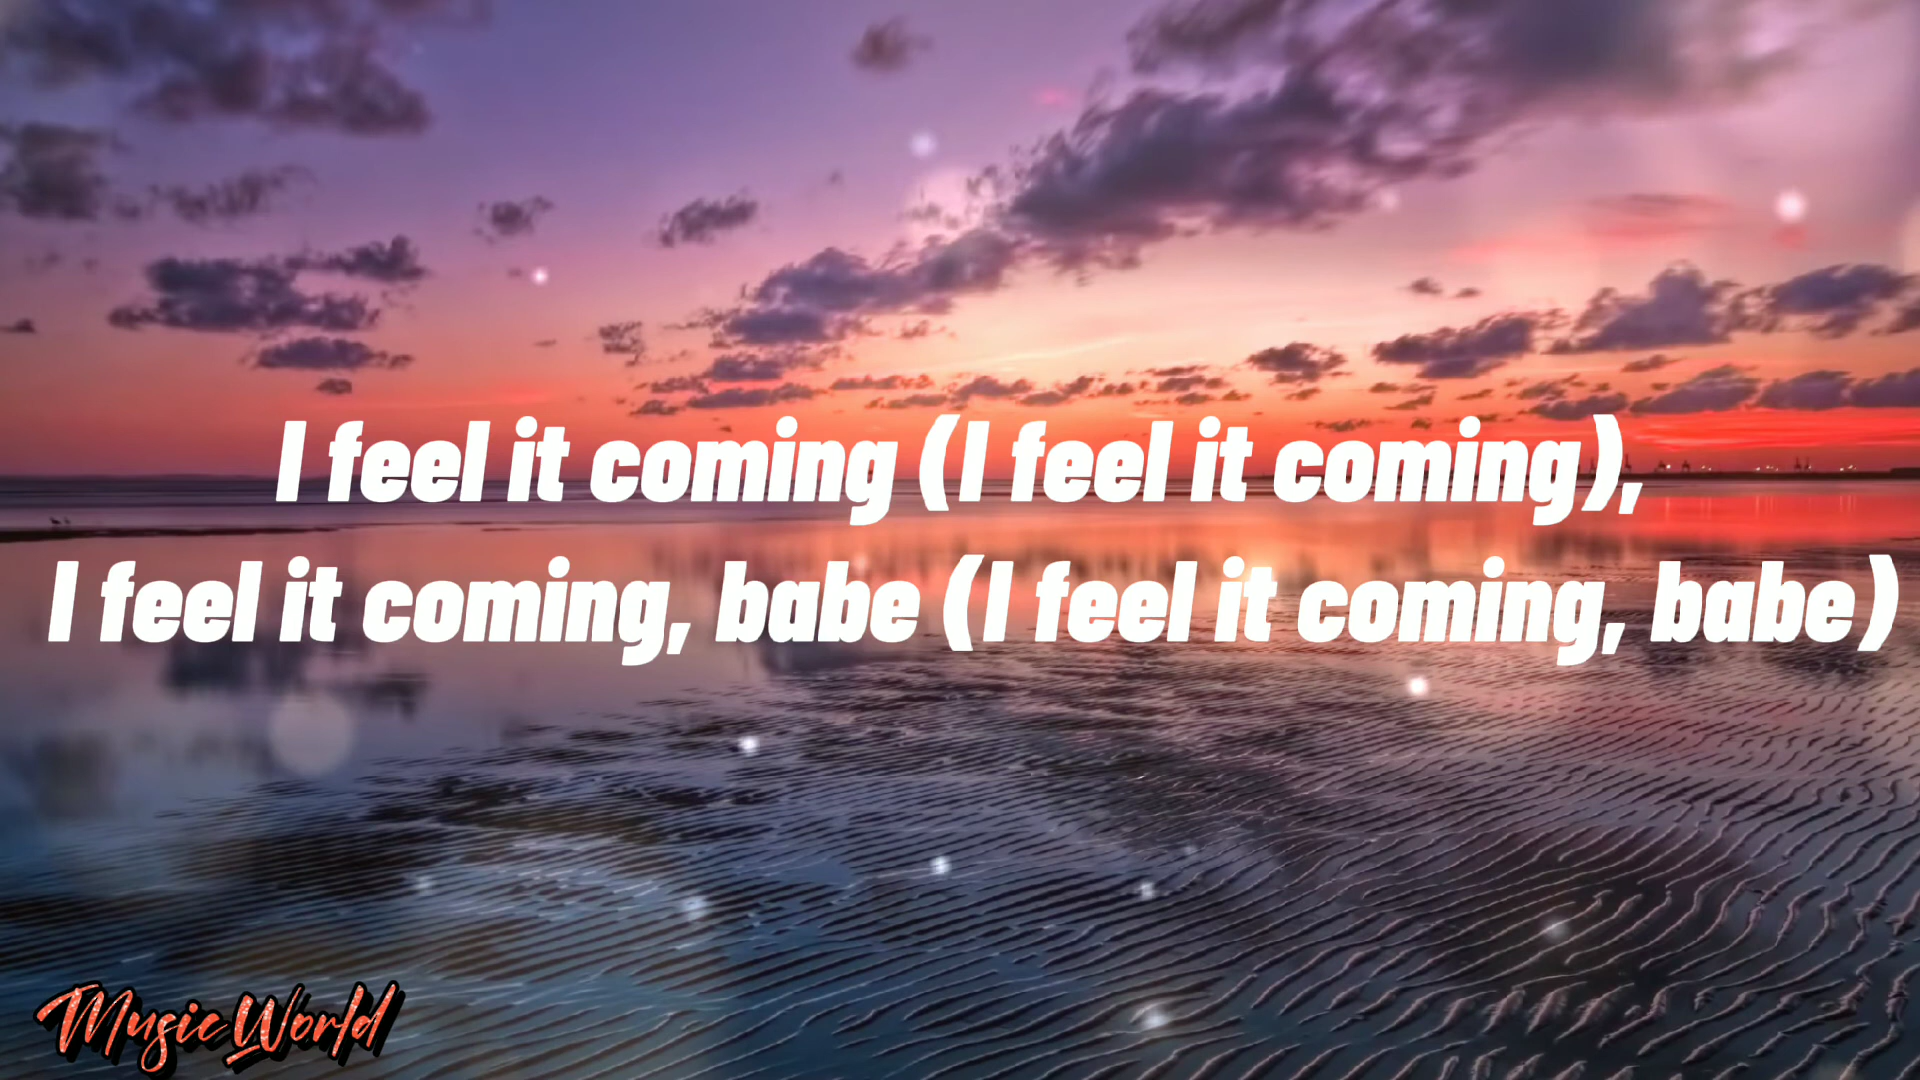 I feel it coming (I feel it coming),
I feel it coming, babe (I feel it coming, babe)
Music World